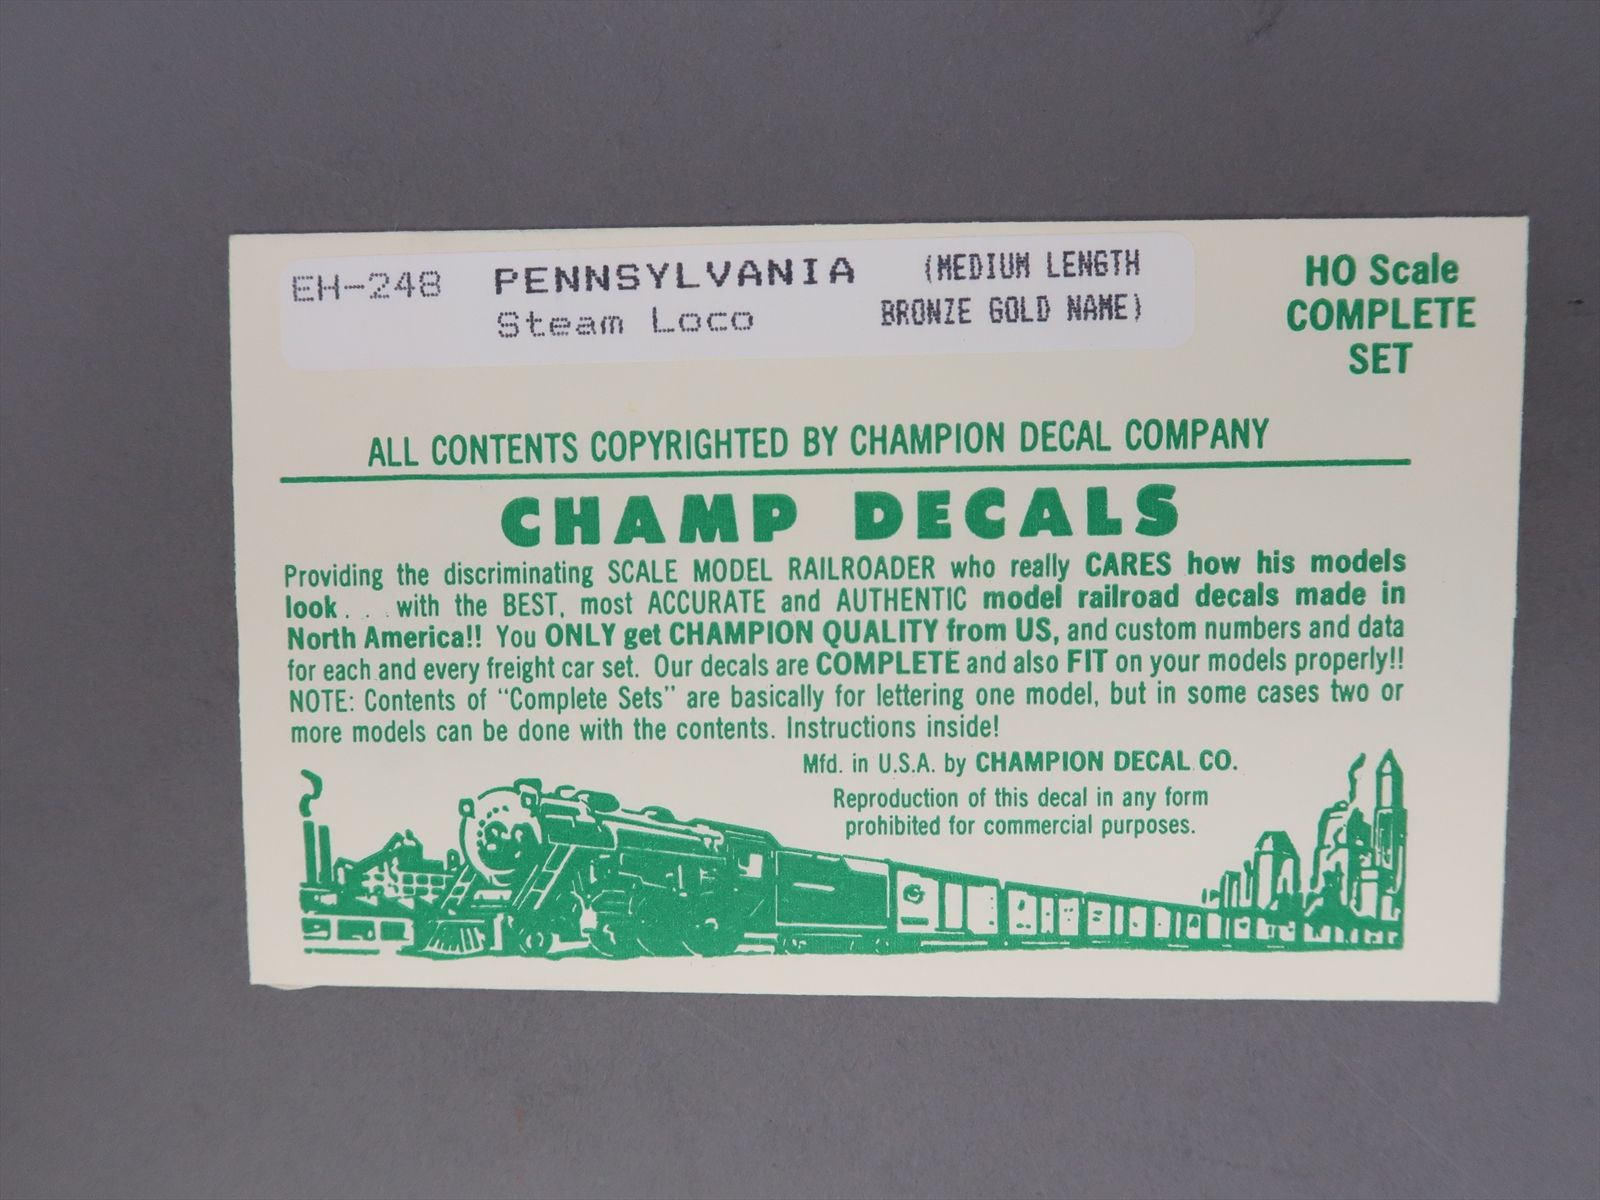 EH-248 PENNSYLVANIA (MEDIUM LENGTH
Steam Loco BRONZE GOLD NAME)
HO Scale
COMPLETE
SET
ALL CONTENTS COPYRIGHTED BY CHAMPION DECAL COMPANY
CHAMP DECALS
Providing the discriminating SCALE MODEL RAILROADER who really CARES how his models
look . . . with the BEST, most ACCURATE and AUTHENTIC model railroad decals made in
North America!! You ONLY get CHAMPION QUALITY from US, and custom numbers and data
for each and every freight car set. Our decals are COMPLETE and also FIT on your models properly!!
NOTE: Contents of "Complete Sets" are basically for lettering one model, but in some cases two or
more models can be done with the contents. Instructions inside!
Mfd. in U.S.A. by CHAMPION DECAL CO.
Reproduction of this decal in any form
prohibited for commercial purposes.